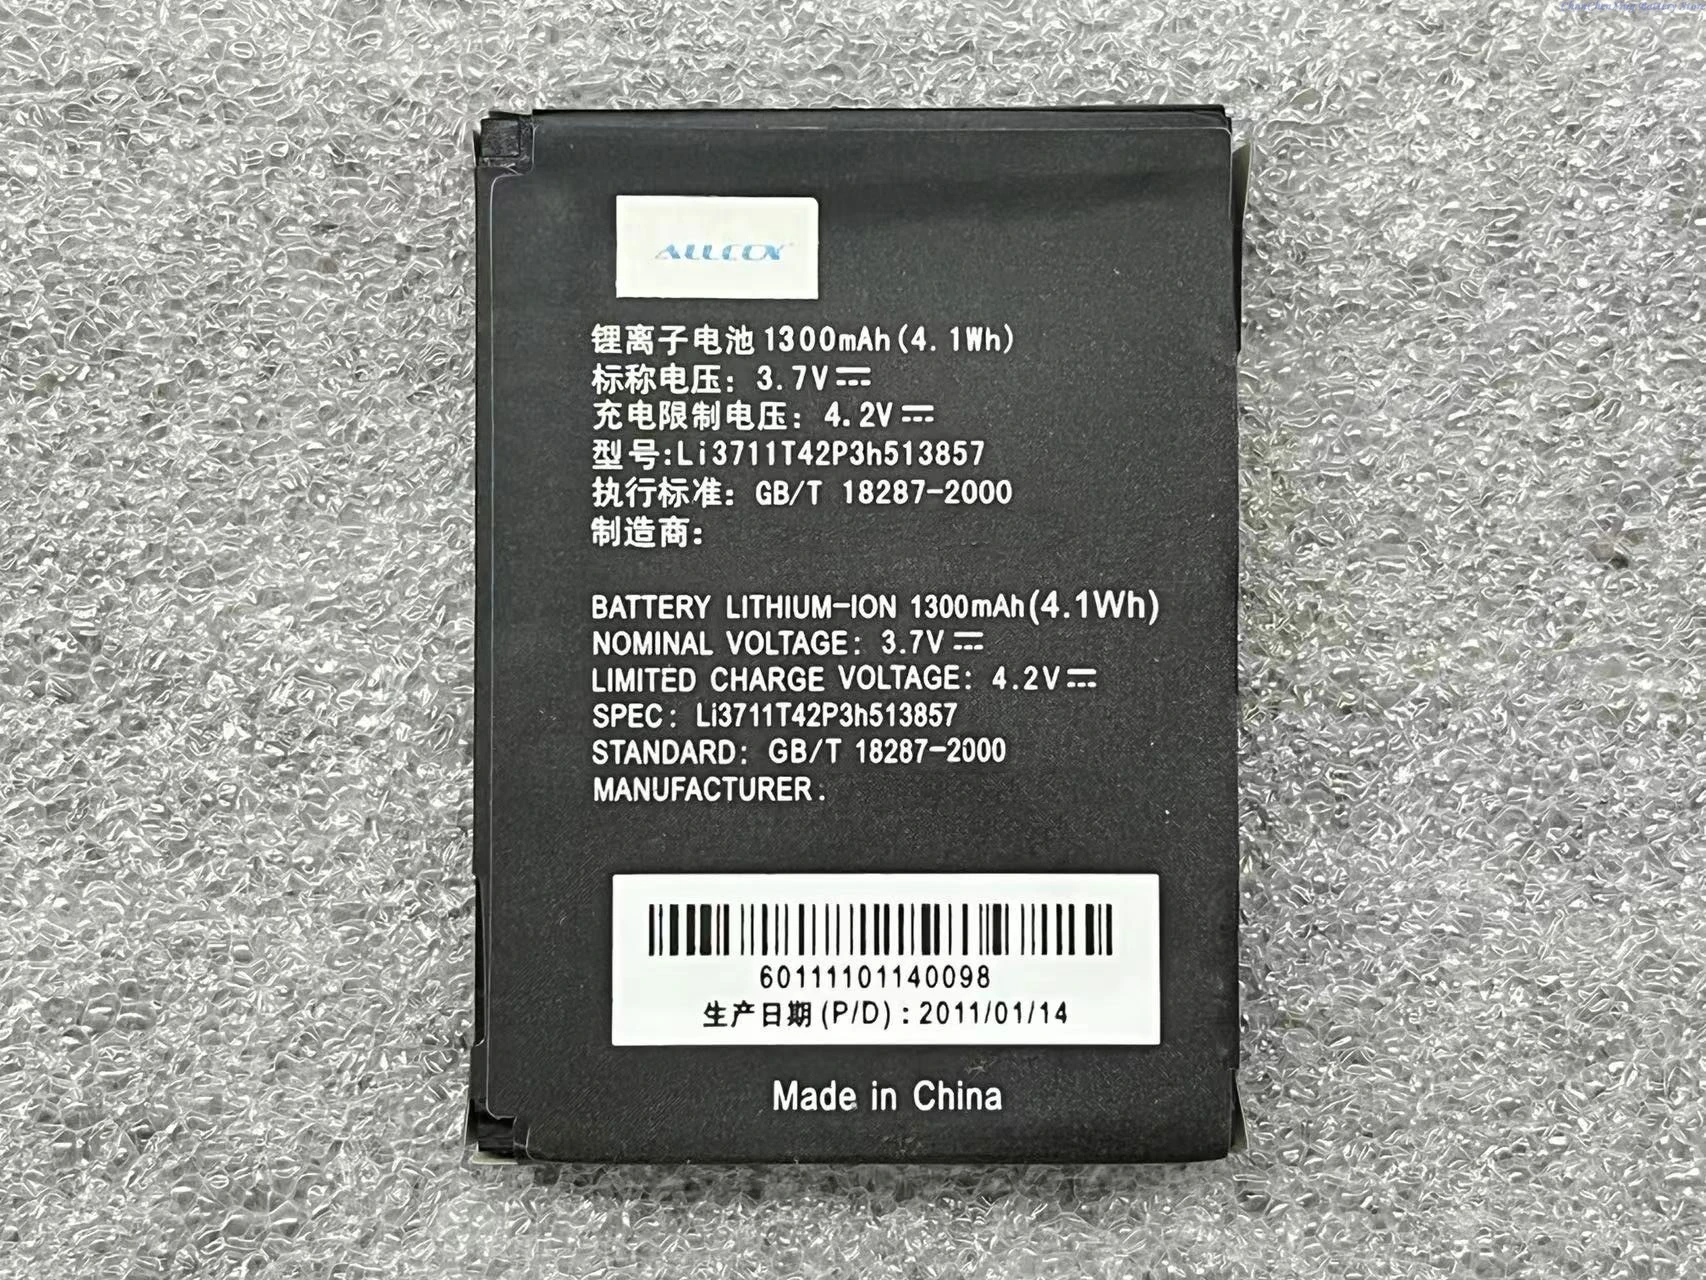 ALLCCX
锂离子电池1300mAh(4.1Wh)
标称电压: 3.7V⎓
充电限制电压: 4.2V⎓
型号:Li3711T42P3h513857
执行标准: GB/T 18287-2000
制造商:
BATTERY LITHIUM-ION 1300mAh(4.1Wh)
NOMINAL VOLTAGE: 3.7V⎓
LIMITED CHARGE VOLTAGE: 4.2V⎓
SPEC: Li3711T42P3h513857
STANDARD: GB/T 18287-2000
MANUFACTURER.
60111101140098
生产日期(P/D):2011/01/14
Made in China